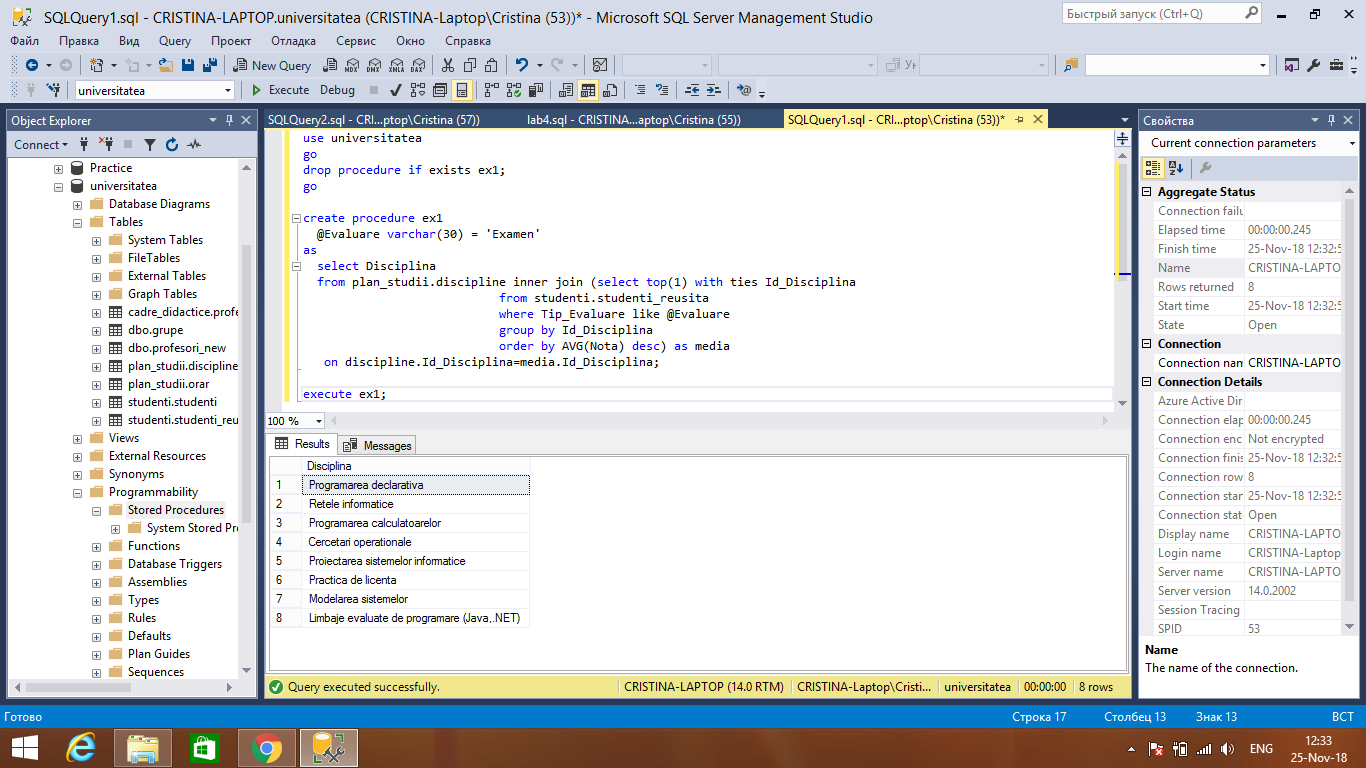 SQLQuery1.sql - CRISTINA-LAPTOP.universitatea (CRISTINA-Laptop\Cristina (53))* - Microsoft SQL Server Management Studio
Быстрый запуск (Ctrl+Q)
Файл Правка Вид Query Проект Отладка Сервис Окно Справка
New Query MDX DMX XMLA DAX
universitatea Execute Debug
Object Explorer
Connect
Practice
universitatea
Database Diagrams
Tables
System Tables
FileTables
External Tables
Graph Tables
cadre_didactice.profe
dbo.grupe
dbo.profesori_new
plan_studii.discipline
plan_studii.orar
studenti.studenti
studenti.studenti_reu
Views
External Resources
Synonyms
Programmability
Stored Procedures
System Stored Pr
Functions
Database Triggers
Assemblies
Types
Rules
Defaults
Plan Guides
Sequences
SQLQuery2.sql - CRI...ptop\Cristina (57)) lab4.sql - CRISTINA...aptop\Cristina (55)) SQLQuery1.sql - CRI...ptop\Cristina (53))*
use universitatea
go
drop procedure if exists ex1;
go
create procedure ex1
@Evaluare varchar(30) = 'Examen'
as
select Disciplina
from plan_studii.discipline inner join (select top(1) with ties Id_Disciplina
from studenti.studenti_reusita
where Tip_Evaluare like @Evaluare
group by Id_Disciplina
order by AVG(Nota) desc) as media
on discipline.Id_Disciplina=media.Id_Disciplina;
execute ex1;
100 %
Results Messages
Disciplina
1 Programarea declarativa
2 Retele informatice
3 Programarea calculatoarelor
4 Cercetari operationale
5 Proiectarea sistemelor informatice
6 Practica de licenta
7 Modelarea sistemelor
8 Limbaje evaluate de programare (Java,.NET)
Query executed successfully. CRISTINA-LAPTOP (14.0 RTM) CRISTINA-Laptop\Cristi... universitatea 00:00:00 8 rows
Свойства
Current connection parameters
Aggregate Status
Connection failu
Elapsed time 00:00:00.245
Finish time 25-Nov-18 12:32:5
Name CRISTINA-LAPTO
Rows returned 8
Start time 25-Nov-18 12:32:5
State Open
Connection
Connection nam CRISTINA-LAPTO
Connection Details
Azure Active Dir
Connection elap 00:00:00.245
Connection enc Not encrypted
Connection finis 25-Nov-18 12:32:5
Connection row 8
Connection star 25-Nov-18 12:32:5
Connection stat Open
Display name CRISTINA-LAPTO
Login name CRISTINA-Laptop
Server name CRISTINA-LAPTO
Server version 14.0.2002
Session Tracing
SPID 53
Name
The name of the connection.
Готово Строка 17 Столбец 13 Знак 13 ВСТ
ENG
12:33
25-Nov-18